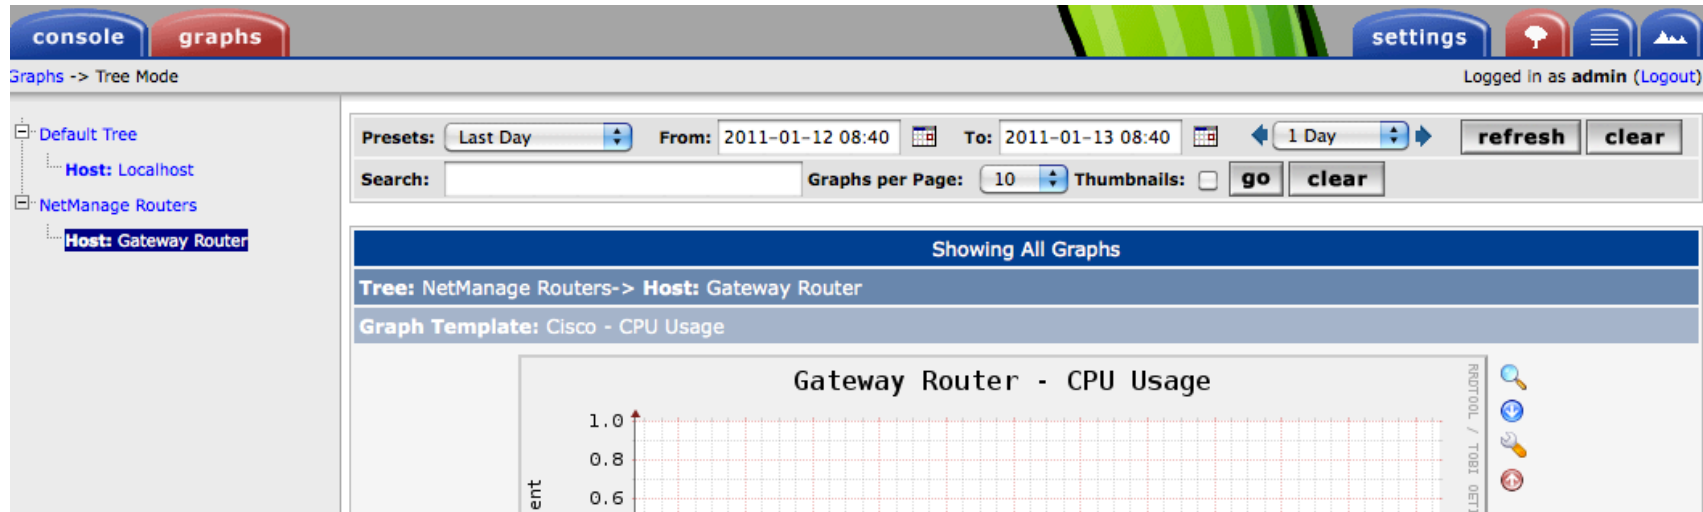 console graphs settings
Graphs -> Tree Mode Logged in as admin (Logout)
Default Tree
Host: Localhost
NetManage Routers
Host: Gateway Router
Presets: Last Day From: 2011-01-12 08:40 To: 2011-01-13 08:40 1 Day refresh clear
Search: Graphs per Page: 10 Thumbnails: go clear
Showing All Graphs
Tree: NetManage Routers-> Host: Gateway Router
Graph Template: Cisco - CPU Usage
Gateway Router - CPU Usage
1.0
0.8
0.6
ent
RRDTOOL / TOBI OETI